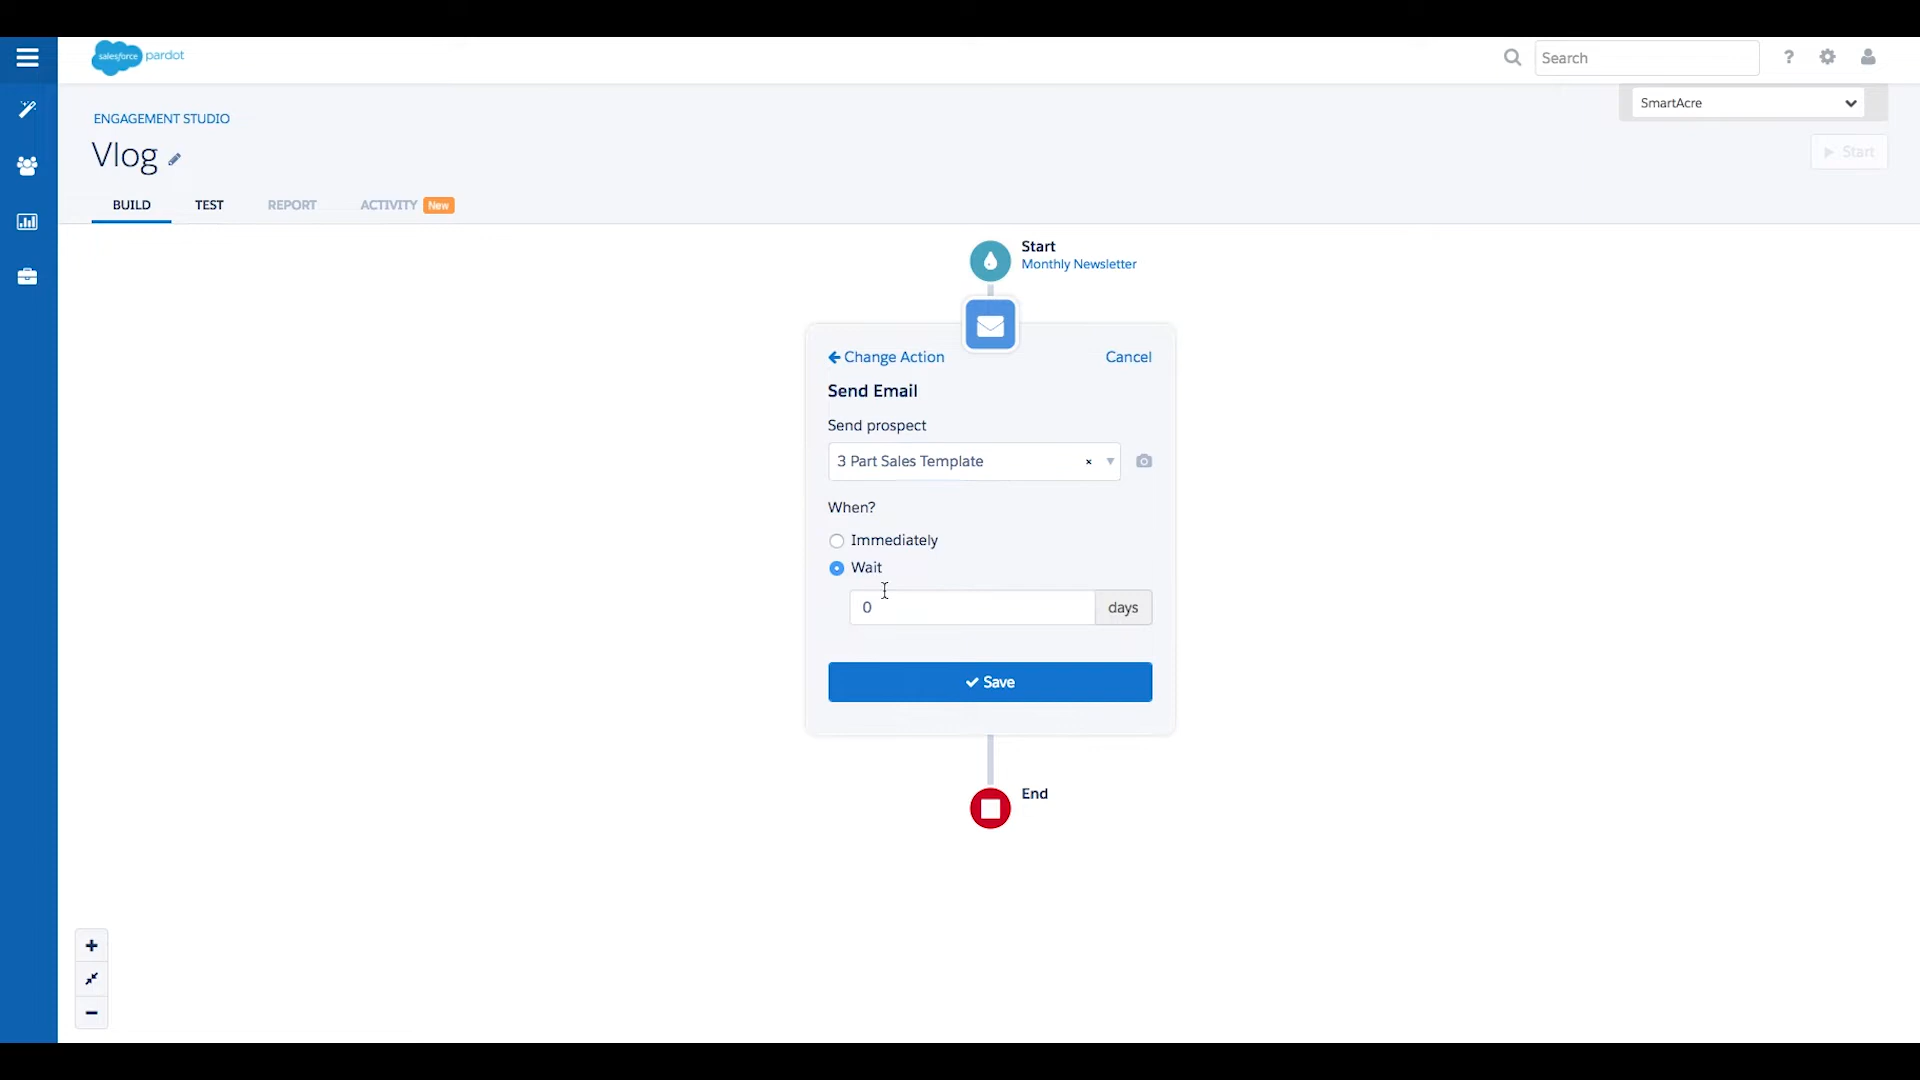 salesforce pardot
Search
SmartAcre
ENGAGEMENT STUDIO
Vlog
Start
BUILD
TEST
REPORT
ACTIVITY New
Start
Monthly Newsletter
Change Action
Cancel
Send Email
Send prospect
3 Part Sales Template
When?
Immediately
Wait
0 days
Save
End